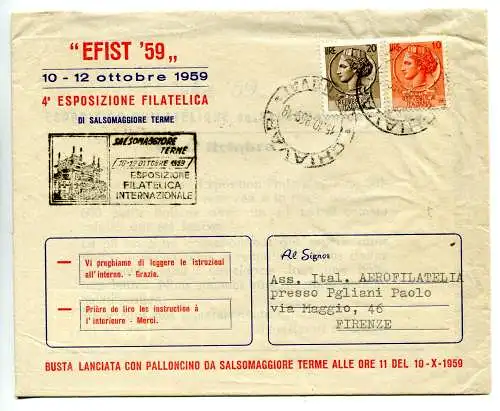 "EFIST '59„
10 - 12 ottobre 1959
4ª ESPOSIZIONE FILATELICA
DI SALSOMAGGIORE TERME
SALSOMAGGIORE
TERME
10-12 OTTOBRE 1959
ESPOSIZIONE
FILATELICA
INTERNAZIONALE
LIRE 20
LIRE 10
CHIAVARI
Vi preghiamo di leggere le istruzioni
all'interno. - Grazie.
Prière de lire les instruction à
l' interieure - Merci.
Al Signor
Ass. Ital. AEROFILATELIA
presso Pgliani Paolo
via Maggio, 46
FIRENZE
BUSTA LANCIATA CON PALLONCINO DA SALSOMAGGIORE TERME ALLE ORE 11 DEL 10-X-1959